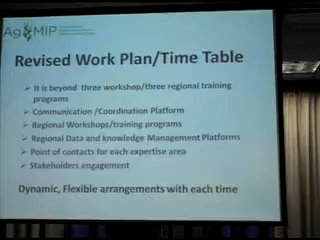 AgMIP
Revised Work Plan/Time Table
It is beyond three workshop/three regional training
programs
Communication /Coordination Platform
Regional Workshops/training programs
Regional Data and knowledge Management Platforms
Point of contacts for each expertise area
Stakeholders engagement
Dynamic, Flexible arrangements with each time